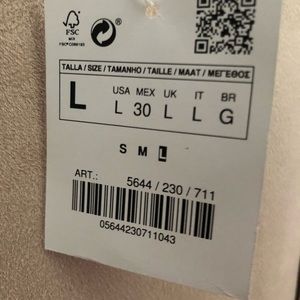 FSC
TALLA / SIZE / TAMANHO / TAILLE / MAAT / ΜΕΓΕΘΟΣ
L
USA MEX UK IT BR
L 30 L L G
S M L
ART.: 5644 / 230 / 711
05644230711043